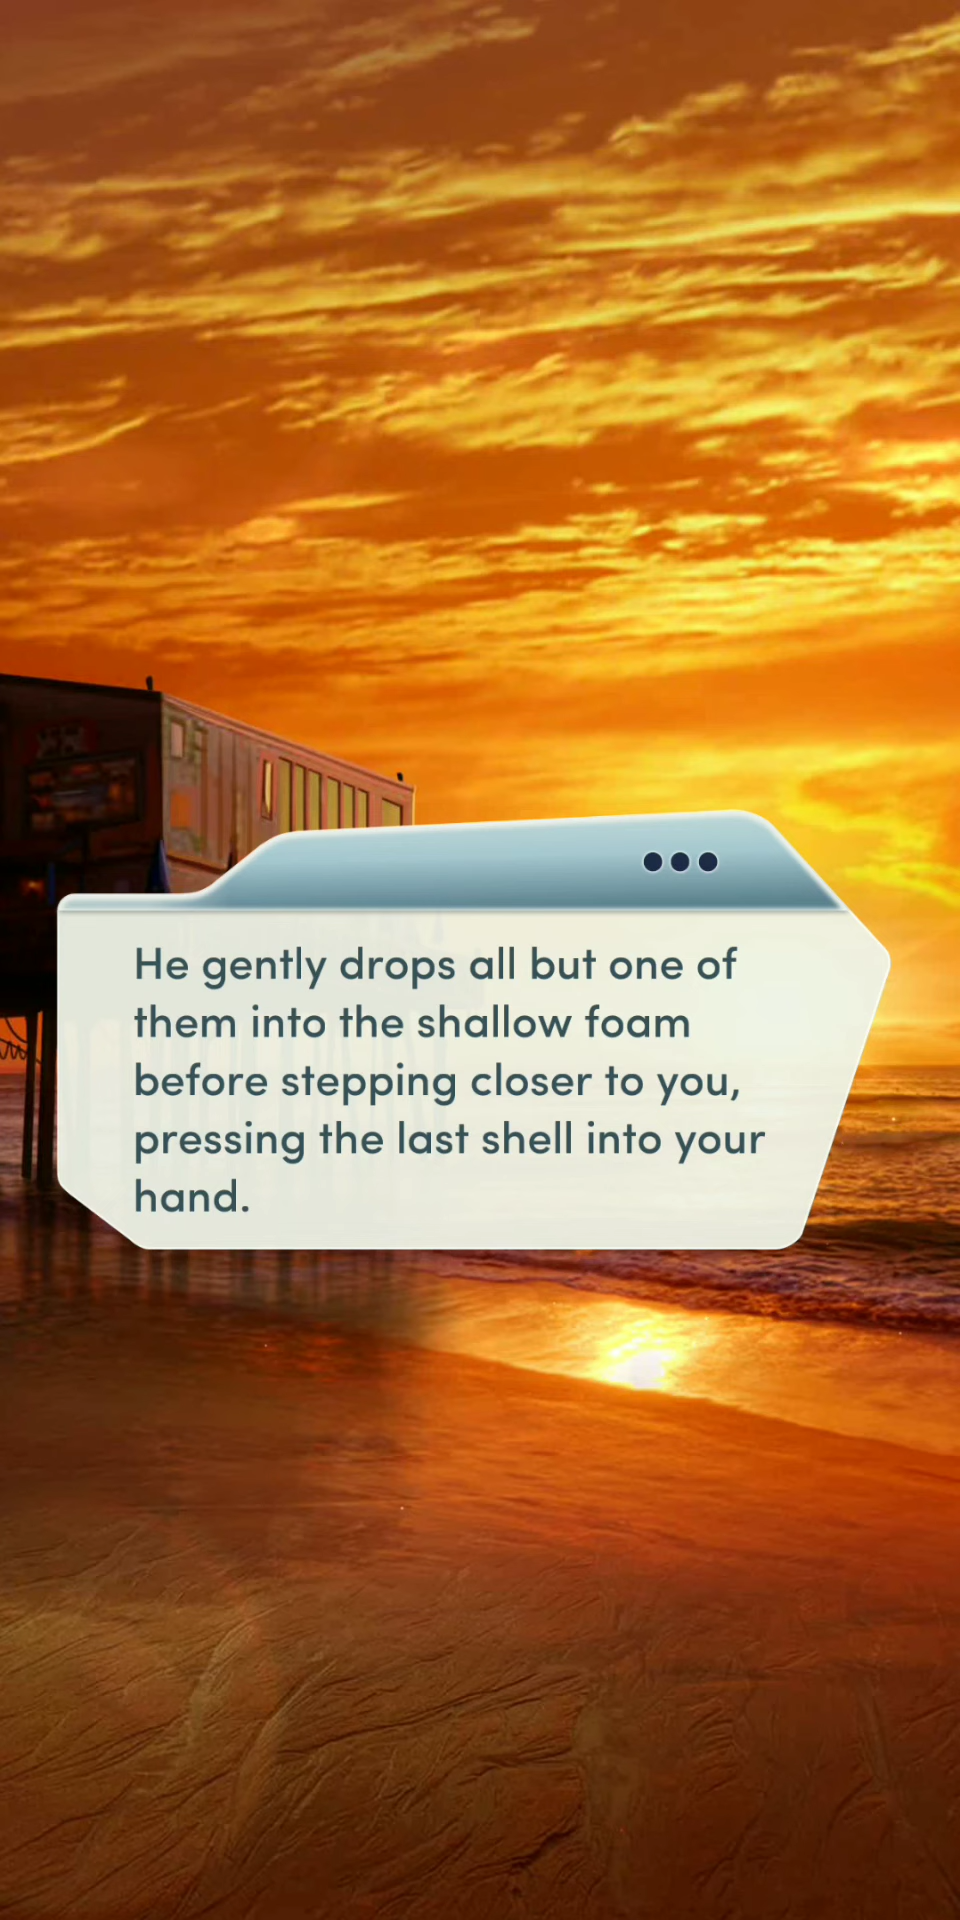 He gently drops all but one of
them into the shallow foam
before stepping closer to you,
pressing the last shell into your
hand.